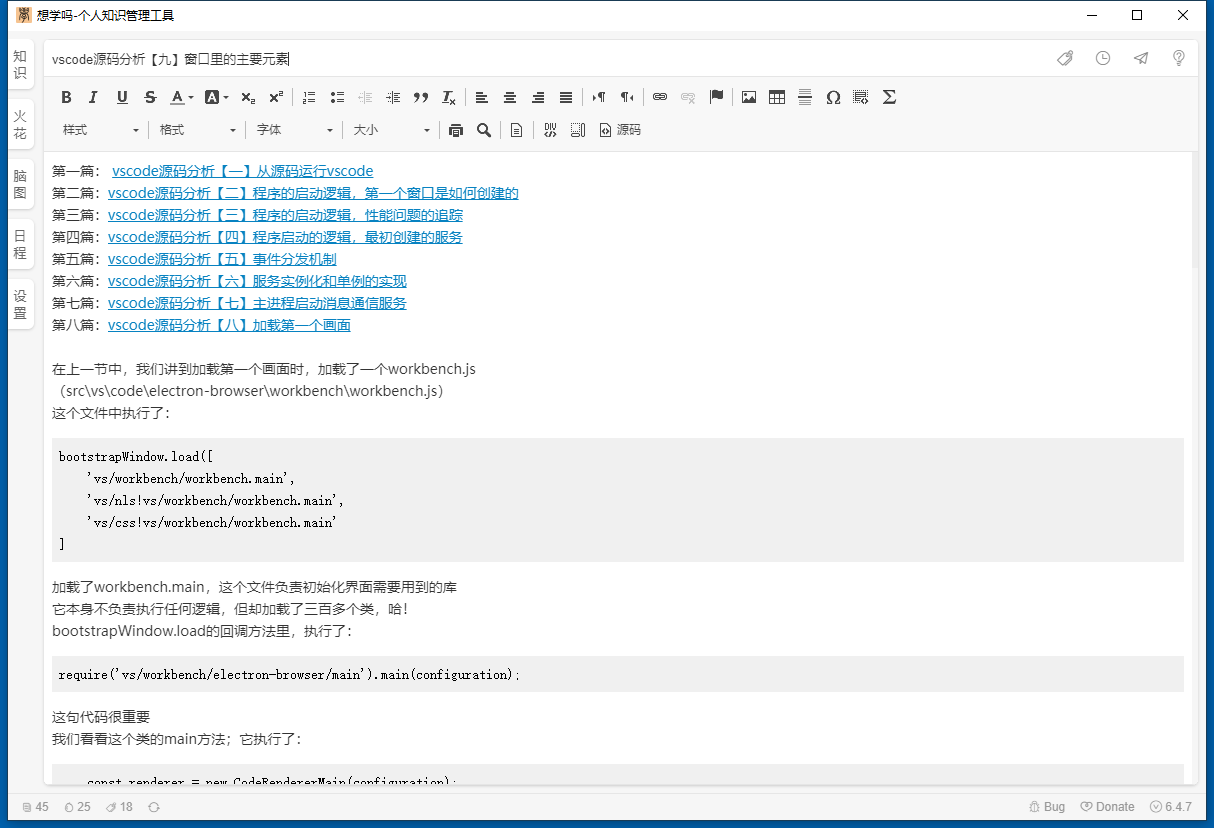 想学吗-个人知识管理工具
知识
火花
脑图
日程
设置
vscode源码分析【九】窗口里的主要元素
样式 格式 字体 大小 源码
第一篇： vscode源码分析【一】从源码运行vscode
第二篇：vscode源码分析【二】程序的启动逻辑，第一个窗口是如何创建的
第三篇：vscode源码分析【三】程序的启动逻辑，性能问题的追踪
第四篇：vscode源码分析【四】程序启动的逻辑，最初创建的服务
第五篇：vscode源码分析【五】事件分发机制
第六篇：vscode源码分析【六】服务实例化和单例的实现
第七篇：vscode源码分析【七】主进程启动消息通信服务
第八篇：vscode源码分析【八】加载第一个画面
在上一节中，我们讲到加载第一个画面时，加载了一个workbench.js
（src\vs\code\electron-browser\workbench\workbench.js）
这个文件中执行了：
bootstrapWindow.load([
'vs/workbench/workbench.main',
'vs/nls!vs/workbench/workbench.main',
'vs/css!vs/workbench/workbench.main'
]
加载了workbench.main，这个文件负责初始化界面需要用到的库
它本身不负责执行任何逻辑，但却加载了三百多个类，哈！
bootstrapWindow.load的回调方法里，执行了：
require('vs/workbench/electron-browser/main').main(configuration);
这句代码很重要
我们看看这个类的main方法；它执行了：
const renderer = new CodeRendererMain(configuration);
45 25 18 Bug Donate 6.4.7